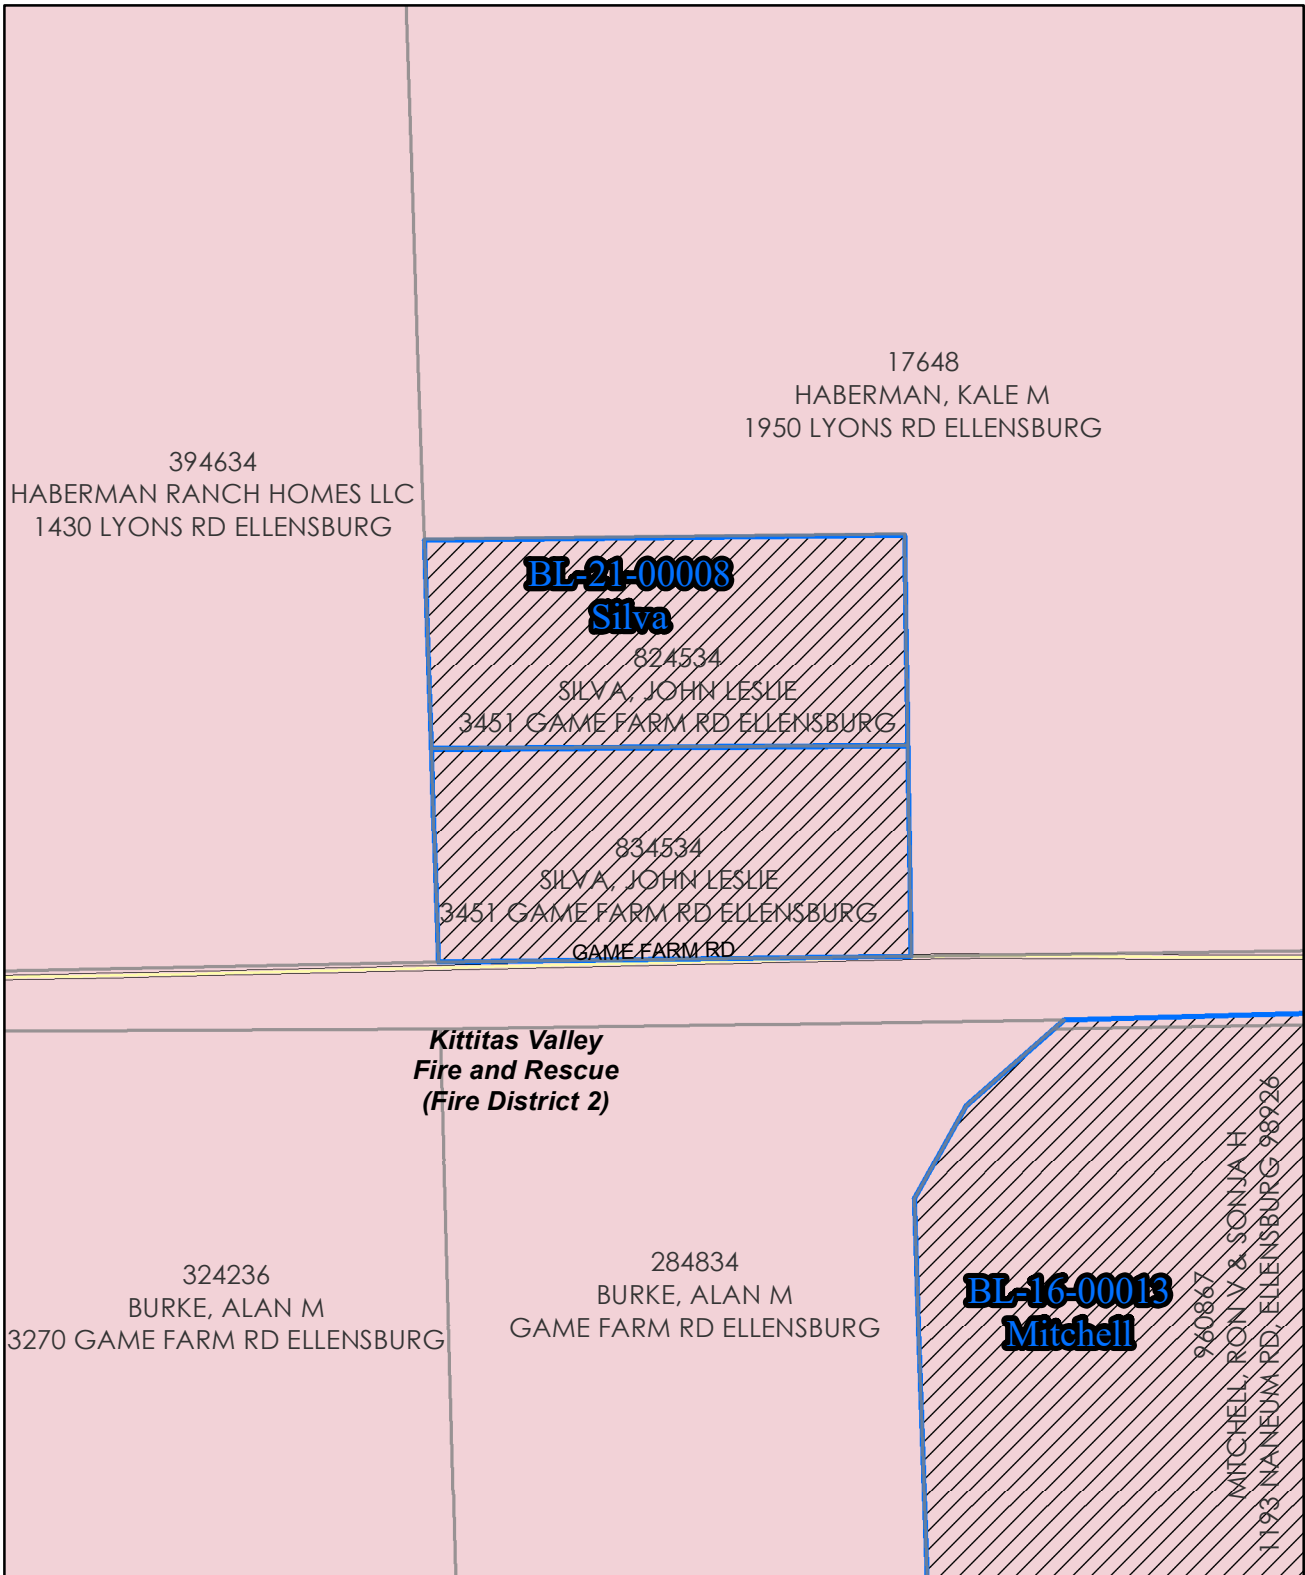 17648
HABERMAN, KALE M
1950 LYONS RD ELLENSBURG
394634
HABERMAN RANCH HOMES LLC
1430 LYONS RD ELLENSBURG
BL-21-00008
Silva
824534
SILVA, JOHN LESLIE
3451 GAME FARM RD ELLENSBURG
834534
SILVA, JOHN LESLIE
3451 GAME FARM RD ELLENSBURG
GAME FARM RD
Kittitas Valley
Fire and Rescue
(Fire District 2)
324236
BURKE, ALAN M
3270 GAME FARM RD ELLENSBURG
284834
BURKE, ALAN M
GAME FARM RD ELLENSBURG
BL-16-00013
Mitchell
960867
MITCHELL, RON V & SONJA H
1193 NANEUM RD, ELLENSBURG 98926